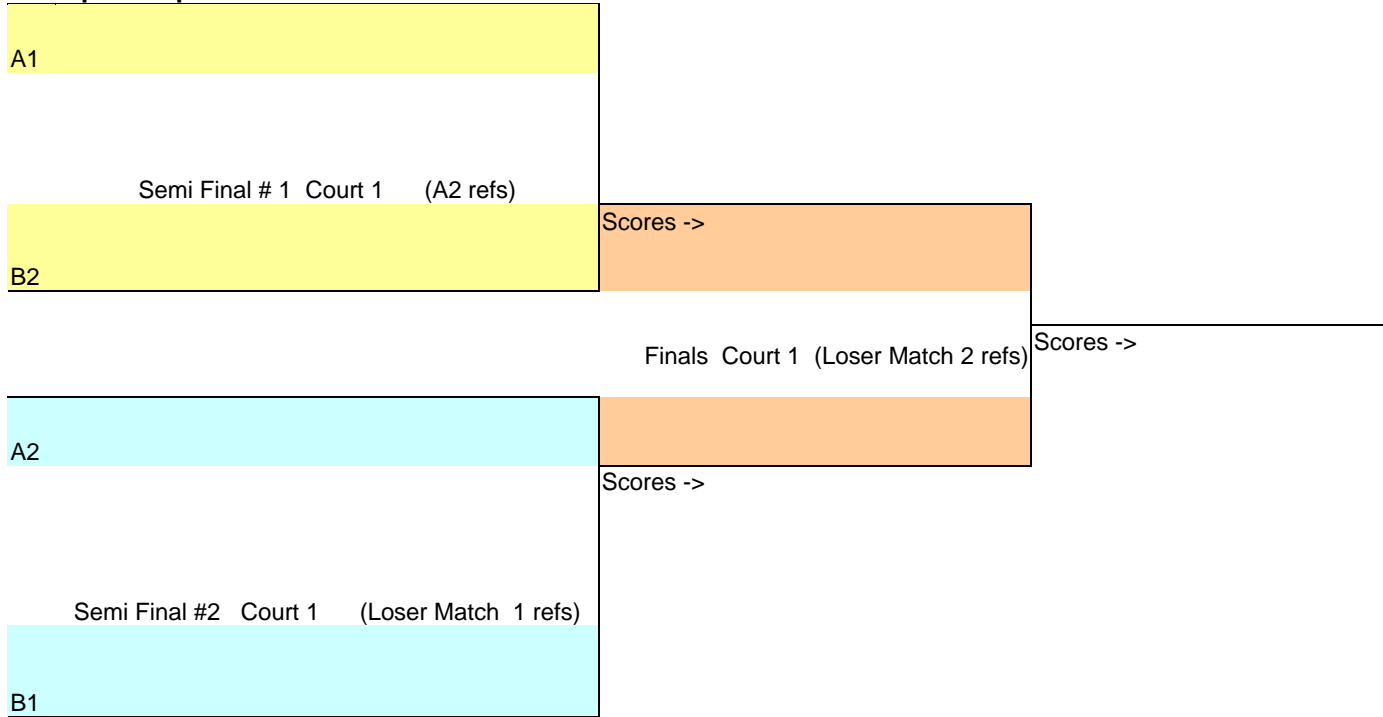 A1
Semi Final # 1 Court 1 (A2 refs)
Scores ->
B2
Finals Court 1 (Loser Match 2 refs)
Scores ->
A2
Scores ->
Semi Final #2 Court 1 (Loser Match 1 refs)
B1